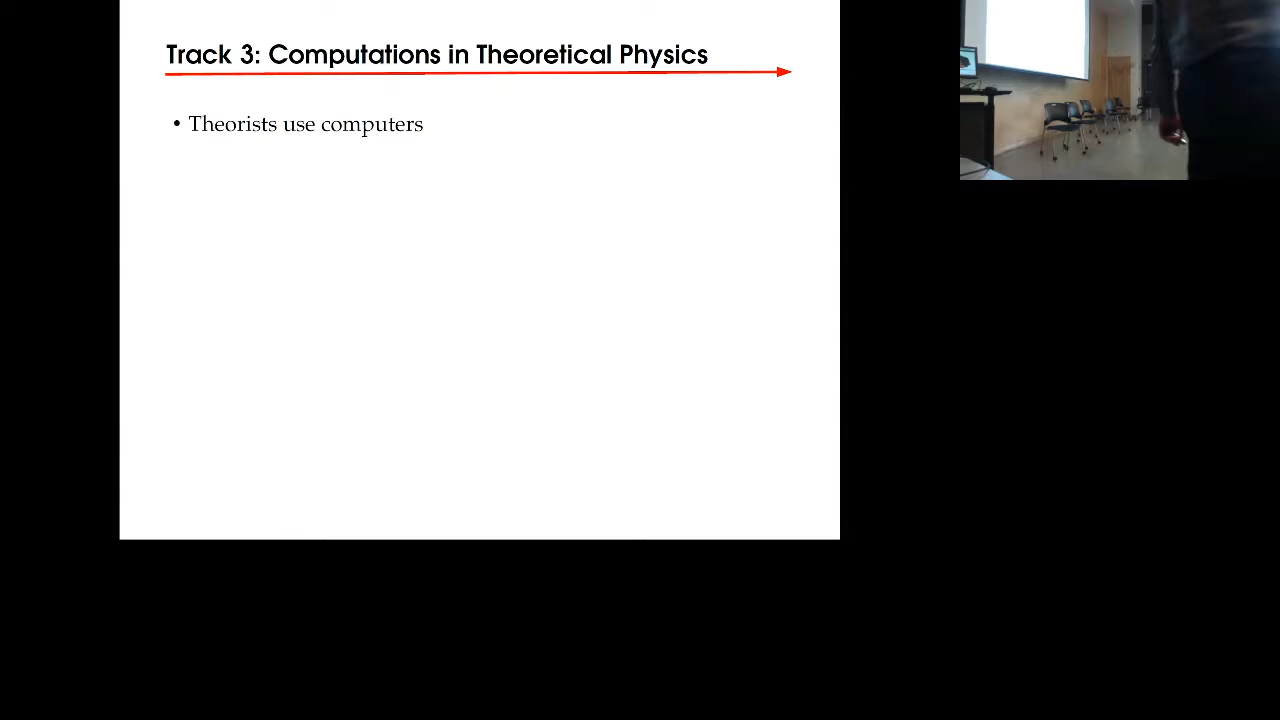 Track 3: Computations in Theoretical Physics
• Theorists use computers